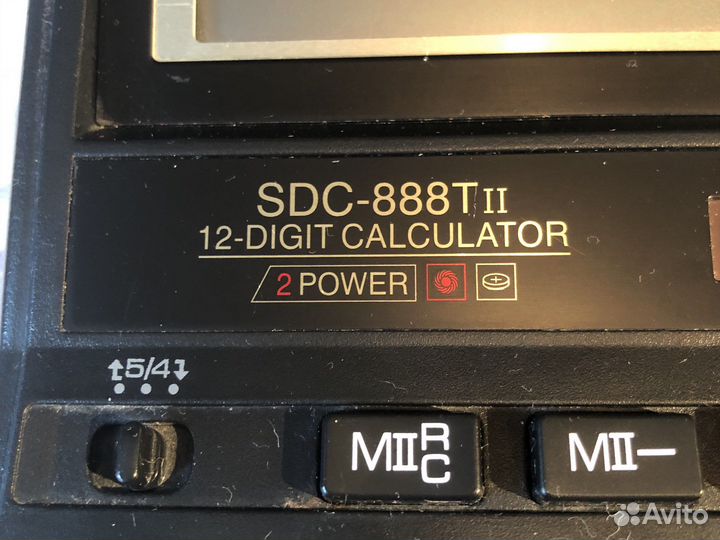 SDC-888TII
12-DIGIT CALCULATOR
2 POWER
↥5/4↧
MIIRC MII–
Avito